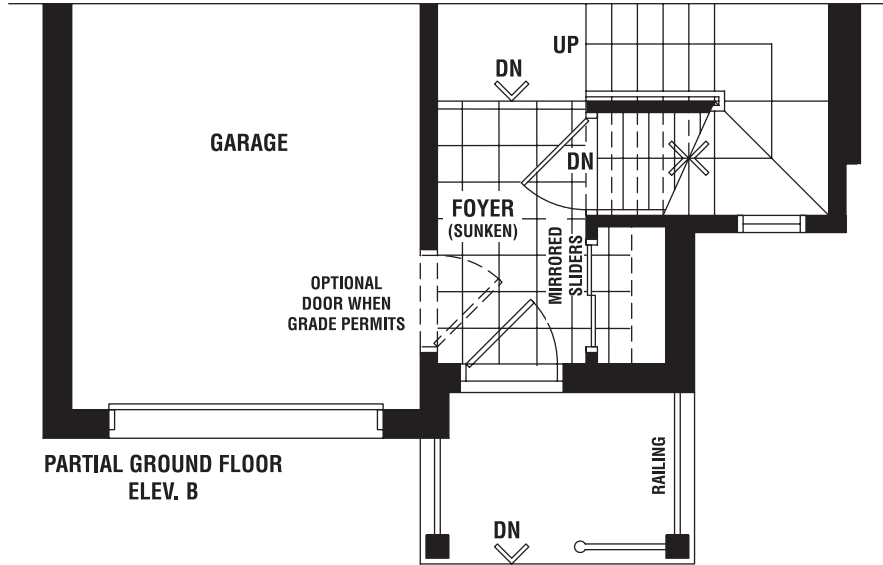 UP
DN
GARAGE
DN
FOYER
(SUNKEN)
MIRRORED
SLIDERS
OPTIONAL
DOOR WHEN
GRADE PERMITS
PARTIAL GROUND FLOOR
ELEV. B
RAILING
DN